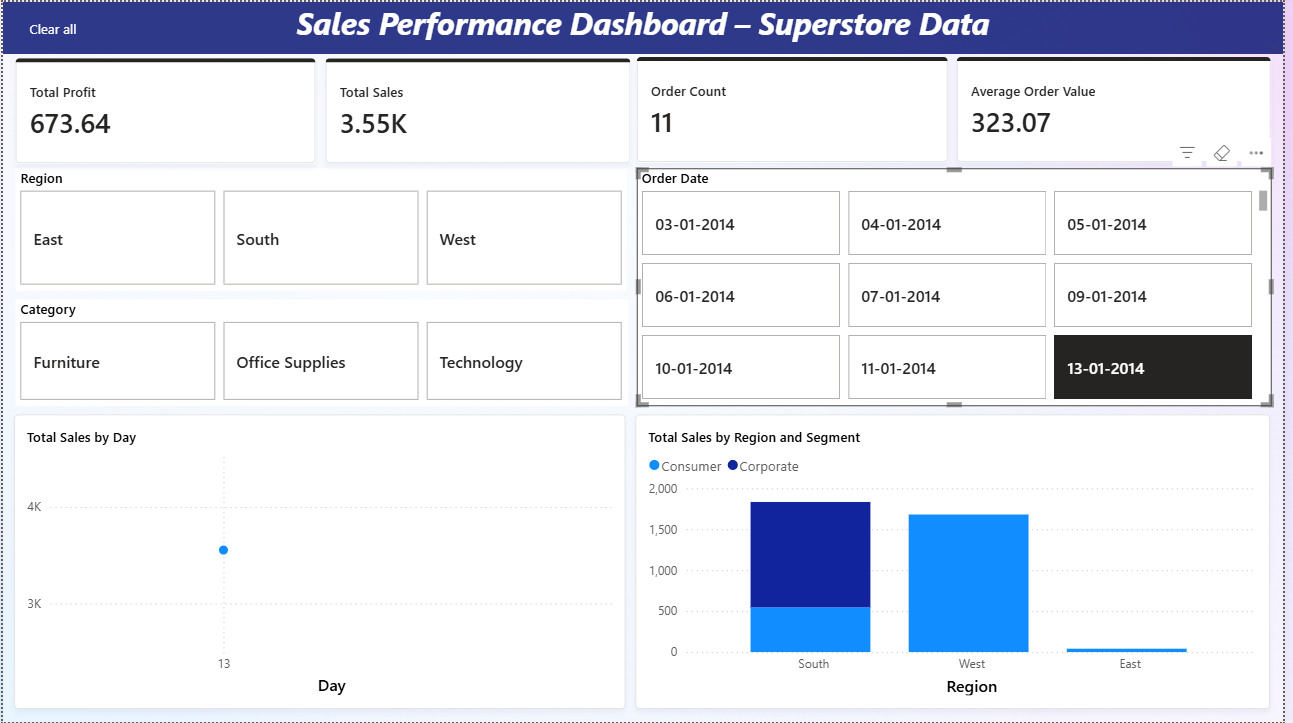 Clear all
Sales Performance Dashboard – Superstore Data
Total Profit
673.64
Total Sales
3.55K
Order Count
11
Average Order Value
323.07
Region
East
South
West
Category
Furniture
Office Supplies
Technology
Order Date
03-01-2014
04-01-2014
05-01-2014
06-01-2014
07-01-2014
09-01-2014
10-01-2014
11-01-2014
13-01-2014
Total Sales by Day
4K
3K
13
Day
Total Sales by Region and Segment
Consumer Corporate
2,000
1,500
1,000
500
0
South West East
Region